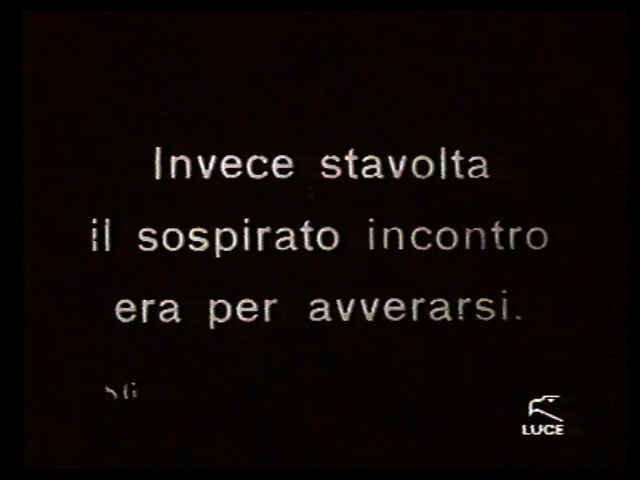 Invece stavolta
il sospirato incontro
era per avverarsi.
LUCE